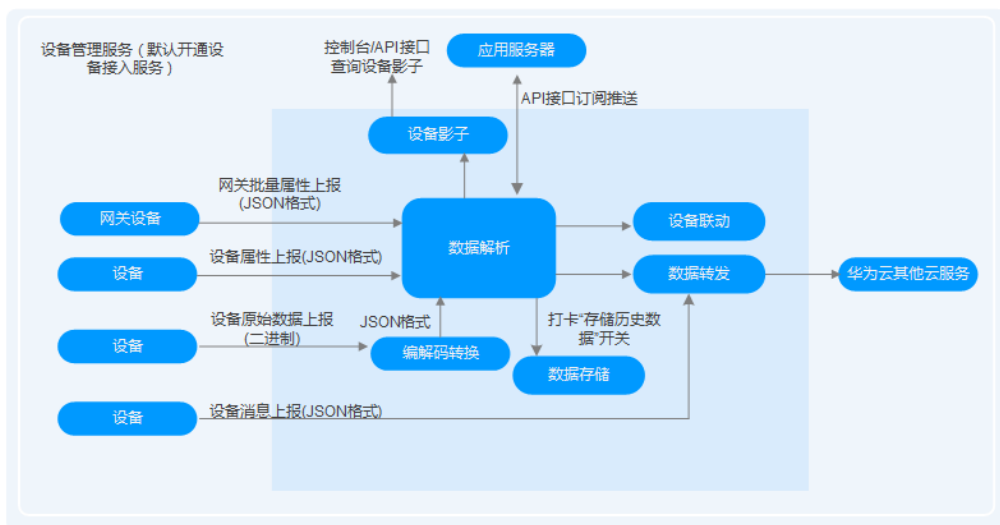 设备管理服务（默认开通设
备接入服务）
控制台/API接口
查询设备影子
应用服务器
API接口订阅推送
设备影子
网关批量属性上报
(JSON格式)
网关设备
设备联动
数据解析
设备属性上报(JSON格式)
设备
数据转发
华为云其他云服务
设备原始数据上报
(二进制)
JSON格式
打卡“存储历史数
据”开关
设备
编解码转换
数据存储
设备消息上报(JSON格式)
设备